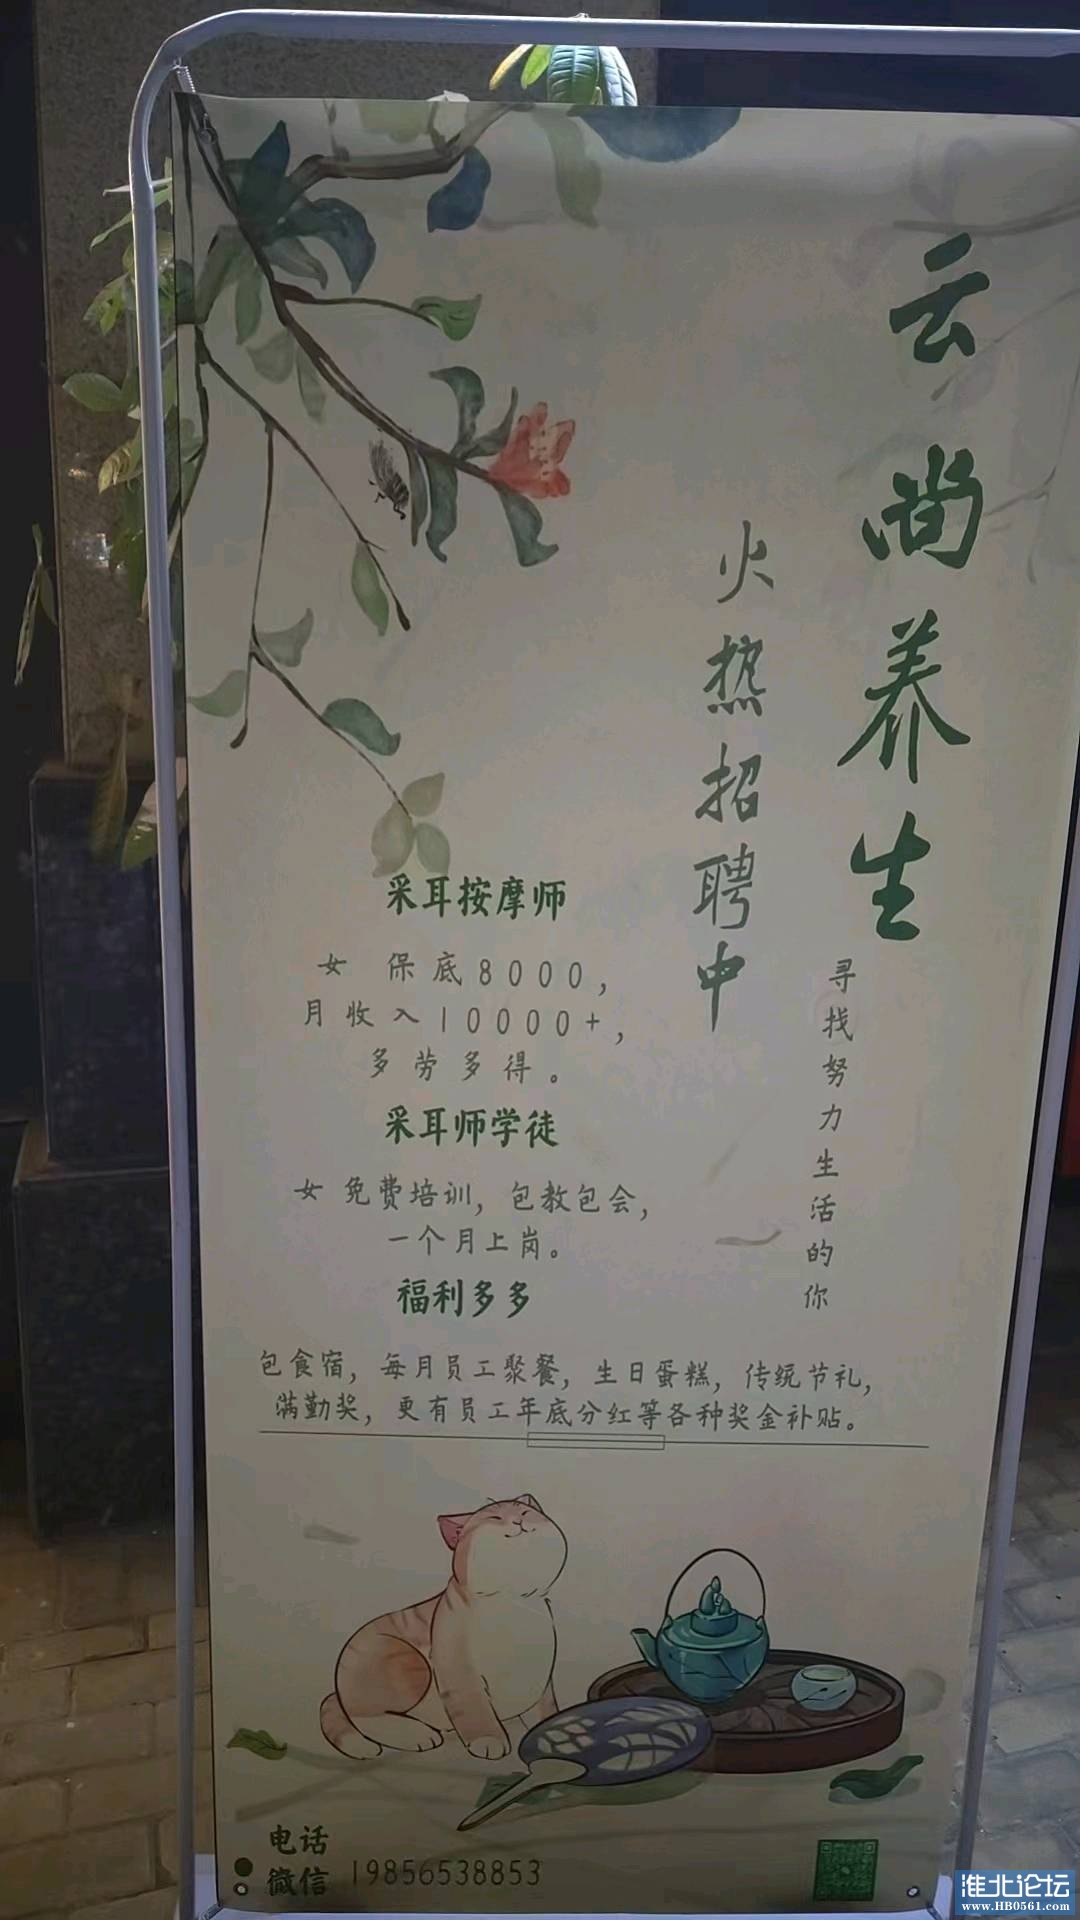 云尚养生
火热招聘中
寻找努力生活的你
采耳按摩师
女 保底8000,
月收入10000+,
多劳多得。
采耳师学徒
女 免费培训, 包教包会,
一个月上岗。
福利多多
包食宿, 每月员工聚餐, 生日蛋糕, 传统节礼,
满勤奖, 更有员工年底分红等各种奖金补贴。
电话
微信 19856538853
淮北论坛
www.HB0561.com